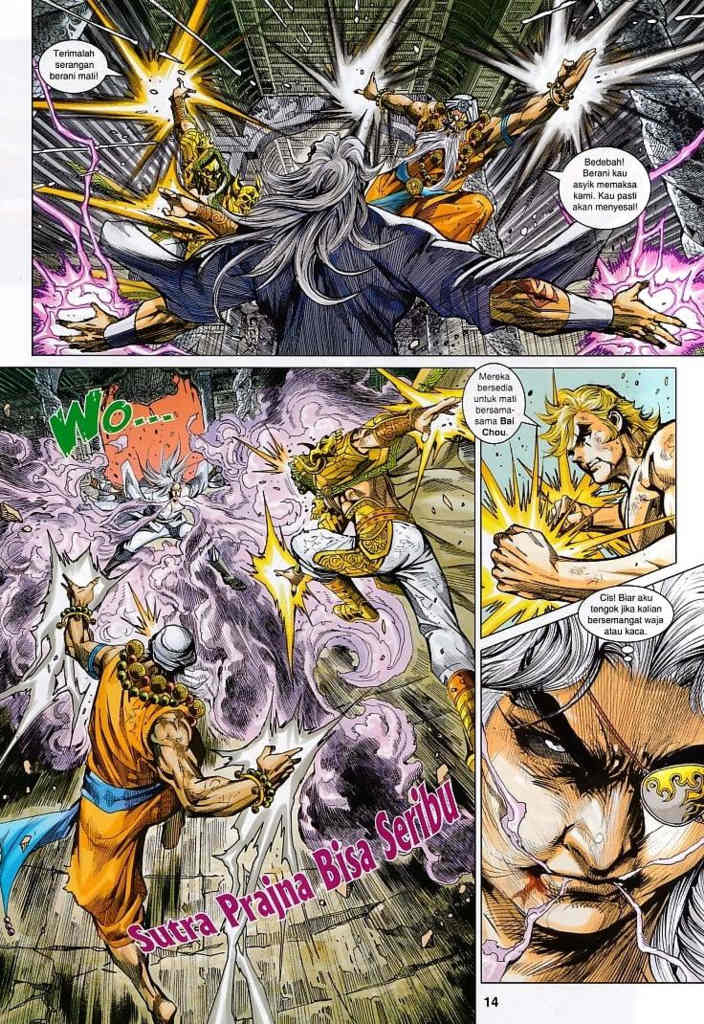 Terimalah
serangan
berani mati!
Bedebah!
Berani kau
asyik memaksa
kami. Kau pasti
akan menyesal!
Wo...
Mereka
bersedia
untuk mati
bersama-
sama Bai
Chou.
Cis! Biar aku
tengok jika kalian
bersemangat waja
atau kaca.
Sutra Prajna Bisa Seribu
14